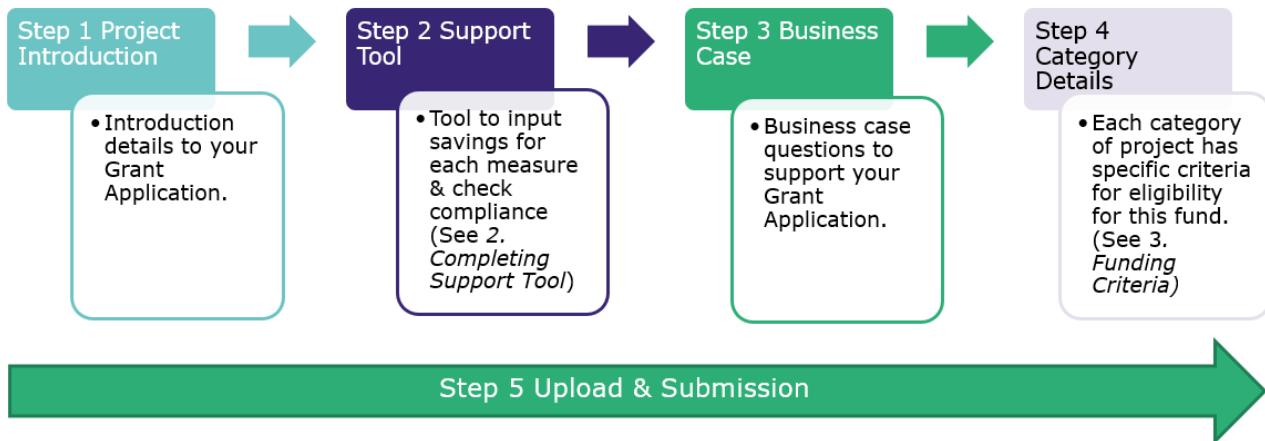 Step 1 Project
Introduction
• Introduction
details to your
Grant
Application.
Step 2 Support
Tool
• Tool to input
savings for
each measure
& check
compliance
(See 2.
Completing
Support Tool)
Step 3 Business
Case
• Business case
questions to
support your
Grant
Application.
Step 4
Category
Details
• Each category
of project has
specific criteria
for eligibility
for this fund.
(See 3.
Funding
Criteria)
Step 5 Upload & Submission